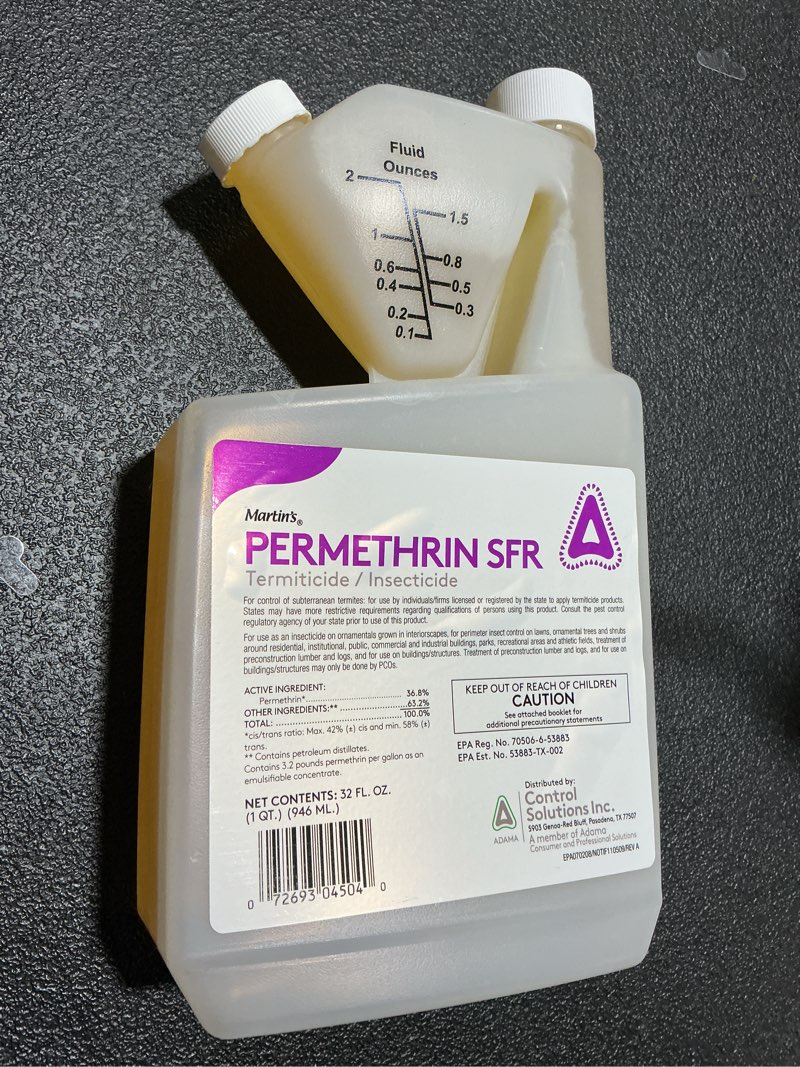 Fluid
Ounces
2
1.5
1
0.8
0.6
0.5
0.4
0.3
0.2
0.1
Martin's®
PERMETHRIN SFR
Termiticide / Insecticide
For control of subterranean termites: for use by individuals/firms licensed or registered by the state to apply termiticide products.
States may have more restrictive requirements regarding qualifications of persons using this product. Consult the pest control
regulatory agency of your state prior to use of this product.
For use as an insecticide on ornamentals grown in interiorscapes, for perimeter insect control on lawns, ornamental trees and shrubs
around residential, institutional, public, commercial and industrial buildings, parks, recreational areas and athletic fields, treatment of
preconstruction lumber and logs, and for use on buildings/structures. Treatment of preconstruction lumber and logs, and for use on
buildings/structures may only be done by PCOs.
ACTIVE INGREDIENT:
Permethrin*.......................... 36.8%
OTHER INGREDIENTS:** ................... 63.2%
TOTAL: ................................. 100.0%
*cis/trans ratio: Max. 42% (±) cis and min. 58% (±)
trans.
** Contains petroleum distillates.
Contains 3.2 pounds permethrin per gallon as an
emulsifiable concentrate.
NET CONTENTS: 32 FL. OZ.
(1 QT.) (946 ML.)
0 72693 04504 0
KEEP OUT OF REACH OF CHILDREN
CAUTION
See attached booklet for
additional precautionary statements
EPA Reg. No. 70506-6-53883
EPA Est. No. 53883-TX-002
ADAMA
Distributed by:
Control
Solutions Inc.
5903 Genoa-Red Bluff, Pasadena, TX 77507
A member of Adama
Consumer and Professional Solutions
EPA070208/NOTIF110509/REV A